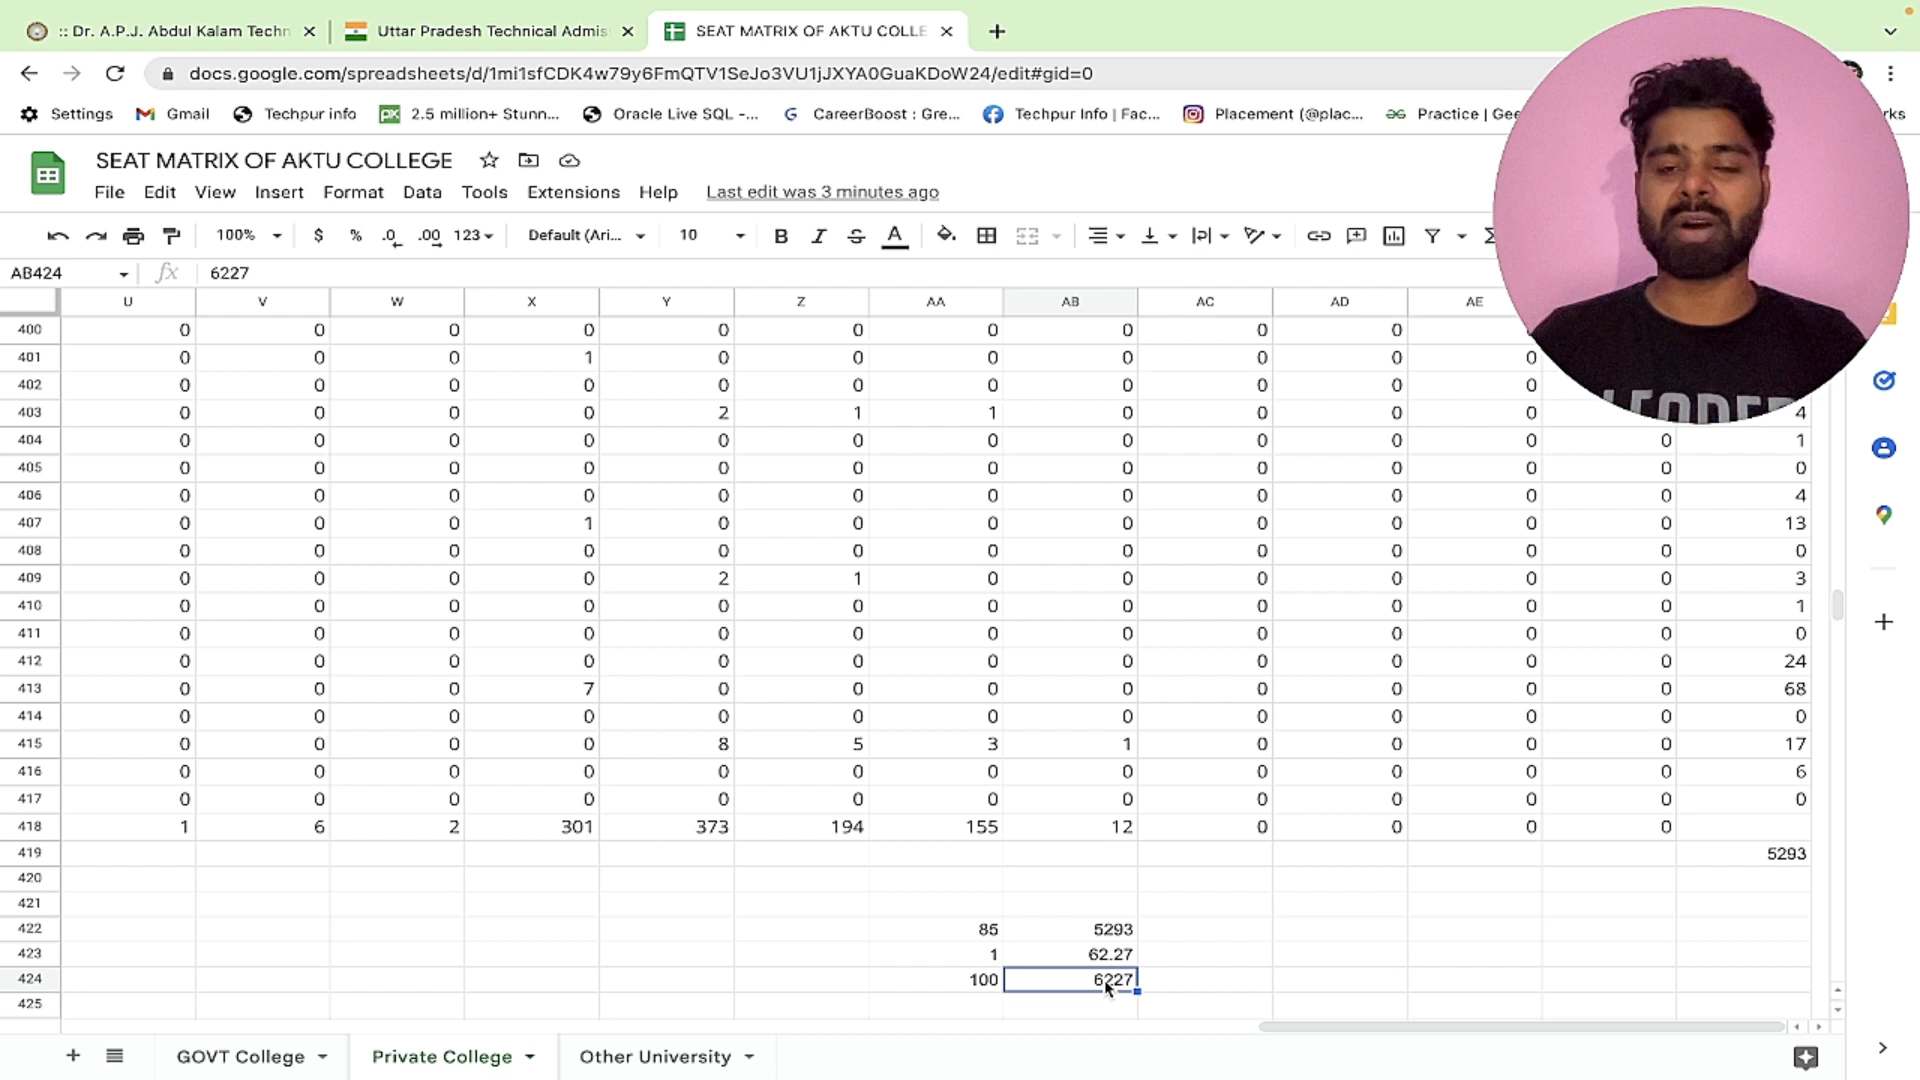 :: Dr. A.P.J. Abdul Kalam Techn
Uttar Pradesh Technical Admis
SEAT MATRIX OF AKTU COLLE
docs.google.com/spreadsheets/d/1mi1sfCDK4w79y6FmQTV1SeJo3VU1jJXYA0GuaKDoW24/edit#gid=0
Settings Gmail Techpur info 2.5 million+ Stunn... Oracle Live SQL -... CareerBoost : Gre... Techpur Info | Fac... Placement (@plac... Practice | Gee rks
SEAT MATRIX OF AKTU COLLEGE
File Edit View Insert Format Data Tools Extensions Help Last edit was 3 minutes ago
100% $ % .0 .00 123 Default (Ari... 10 B I S A
AB424 fx 6227
U V W X Y Z AA AB AC AD AE
400 0 0 0 0 0 0 0 0 0 0
401 0 0 0 1 0 0 0 0 0 0 0
402 0 0 0 0 0 0 0 0 0 0 0
403 0 0 0 0 2 1 1 0 0 0 0 4
404 0 0 0 0 0 0 0 0 0 0 0 0 1
405 0 0 0 0 0 0 0 0 0 0 0 0 0
406 0 0 0 0 0 0 0 0 0 0 0 0 4
407 0 0 0 1 0 0 0 0 0 0 0 0 13
408 0 0 0 0 0 0 0 0 0 0 0 0 0
409 0 0 0 0 2 1 0 0 0 0 0 0 3
410 0 0 0 0 0 0 0 0 0 0 0 0 1
411 0 0 0 0 0 0 0 0 0 0 0 0 0
412 0 0 0 0 0 0 0 0 0 0 0 0 24
413 0 0 0 7 0 0 0 0 0 0 0 0 68
414 0 0 0 0 0 0 0 0 0 0 0 0 0
415 0 0 0 0 8 5 3 1 0 0 0 0 17
416 0 0 0 0 0 0 0 0 0 0 0 0 6
417 0 0 0 0 0 0 0 0 0 0 0 0 0
418 1 6 2 301 373 194 155 12 0 0 0 0
419 5293
420
421
422 85 5293
423 1 62.27
424 100 6227
425
GOVT College Private College Other University